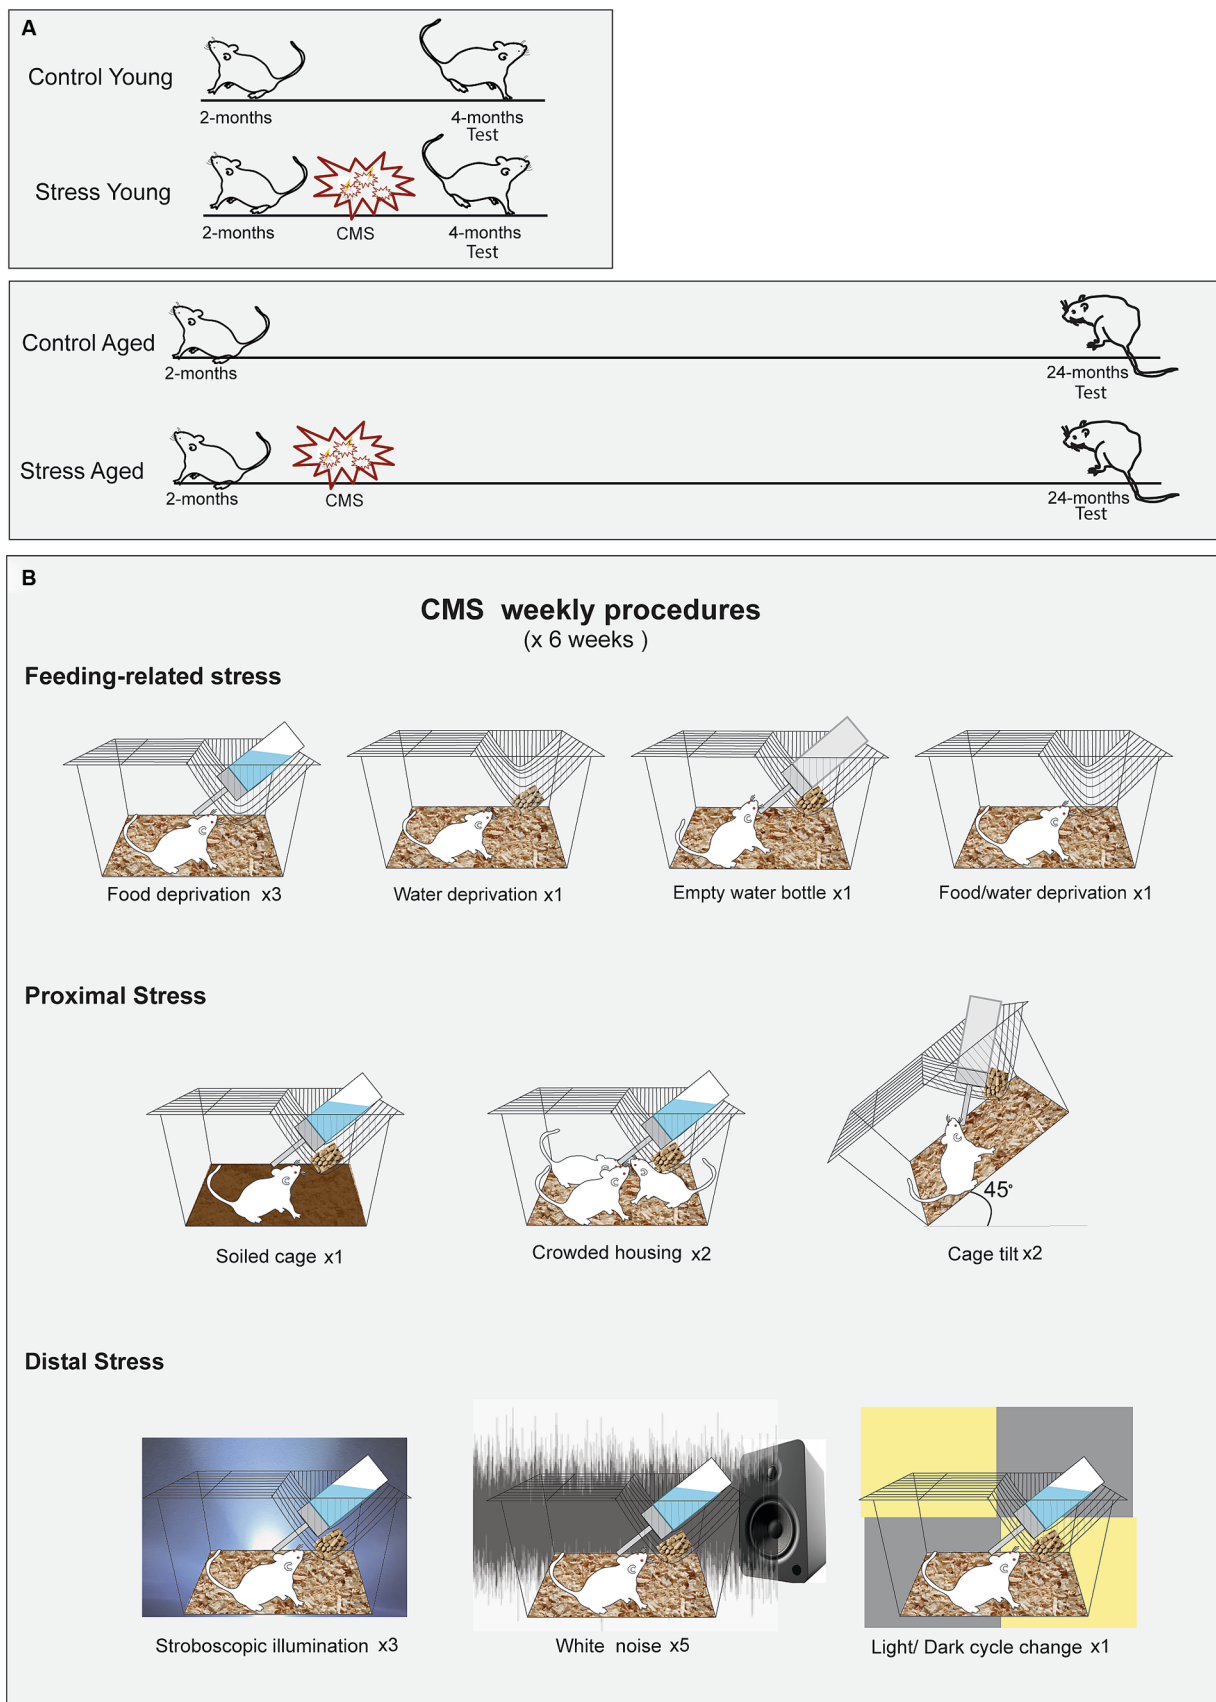 A
Control Young
2-months
4-months
Test
Stress Young
2-months
CMS
4-months
Test
Control Aged
2-months
24-months
Test
Stress Aged
2-months
CMS
24-months
Test
B
CMS weekly procedures
(x 6 weeks )
Feeding-related stress
Food deprivation x3
Water deprivation x1
Empty water bottle x1
Food/water deprivation x1
Proximal Stress
45°
Soiled cage x1
Crowded housing x2
Cage tilt x2
Distal Stress
Stroboscopic illumination x3
White noise x5
Light/ Dark cycle change x1